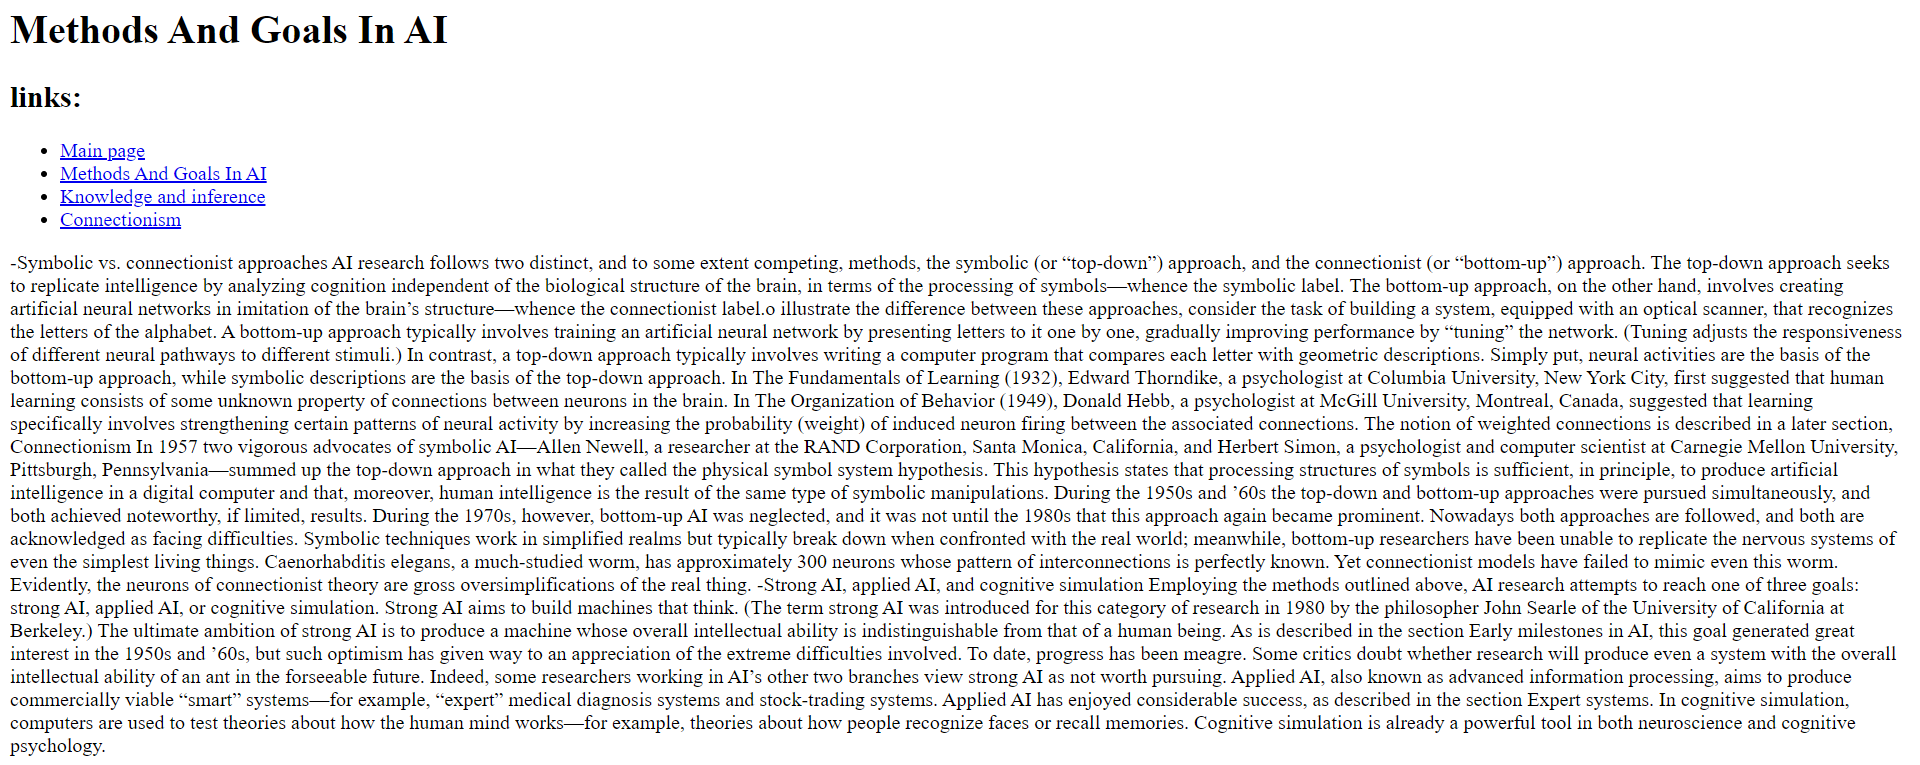 Methods And Goals In AI
links:
Main page
Methods And Goals In AI
Knowledge and inference
Connectionism
-Symbolic vs. connectionist approaches AI research follows two distinct, and to some extent competing, methods, the symbolic (or “top-down”) approach, and the connectionist (or “bottom-up”) approach. The top-down approach seeks
to replicate intelligence by analyzing cognition independent of the biological structure of the brain, in terms of the processing of symbols—whence the symbolic label. The bottom-up approach, on the other hand, involves creating
artificial neural networks in imitation of the brain’s structure—whence the connectionist label.o illustrate the difference between these approaches, consider the task of building a system, equipped with an optical scanner, that recognizes
the letters of the alphabet. A bottom-up approach typically involves training an artificial neural network by presenting letters to it one by one, gradually improving performance by “tuning” the network. (Tuning adjusts the responsiveness
of different neural pathways to different stimuli.) In contrast, a top-down approach typically involves writing a computer program that compares each letter with geometric descriptions. Simply put, neural activities are the basis of the
bottom-up approach, while symbolic descriptions are the basis of the top-down approach. In The Fundamentals of Learning (1932), Edward Thorndike, a psychologist at Columbia University, New York City, first suggested that human
learning consists of some unknown property of connections between neurons in the brain. In The Organization of Behavior (1949), Donald Hebb, a psychologist at McGill University, Montreal, Canada, suggested that learning
specifically involves strengthening certain patterns of neural activity by increasing the probability (weight) of induced neuron firing between the associated connections. The notion of weighted connections is described in a later section,
Connectionism In 1957 two vigorous advocates of symbolic AI—Allen Newell, a researcher at the RAND Corporation, Santa Monica, California, and Herbert Simon, a psychologist and computer scientist at Carnegie Mellon University,
Pittsburgh, Pennsylvania—summed up the top-down approach in what they called the physical symbol system hypothesis. This hypothesis states that processing structures of symbols is sufficient, in principle, to produce artificial
intelligence in a digital computer and that, moreover, human intelligence is the result of the same type of symbolic manipulations. During the 1950s and ’60s the top-down and bottom-up approaches were pursued simultaneously, and
both achieved noteworthy, if limited, results. During the 1970s, however, bottom-up AI was neglected, and it was not until the 1980s that this approach again became prominent. Nowadays both approaches are followed, and both are
acknowledged as facing difficulties. Symbolic techniques work in simplified realms but typically break down when confronted with the real world; meanwhile, bottom-up researchers have been unable to replicate the nervous systems of
even the simplest living things. Caenorhabditis elegans, a much-studied worm, has approximately 300 neurons whose pattern of interconnections is perfectly known. Yet connectionist models have failed to mimic even this worm.
Evidently, the neurons of connectionist theory are gross oversimplifications of the real thing. -Strong AI, applied AI, and cognitive simulation Employing the methods outlined above, AI research attempts to reach one of three goals:
strong AI, applied AI, or cognitive simulation. Strong AI aims to build machines that think. (The term strong AI was introduced for this category of research in 1980 by the philosopher John Searle of the University of California at
Berkeley.) The ultimate ambition of strong AI is to produce a machine whose overall intellectual ability is indistinguishable from that of a human being. As is described in the section Early milestones in AI, this goal generated great
interest in the 1950s and ’60s, but such optimism has given way to an appreciation of the extreme difficulties involved. To date, progress has been meagre. Some critics doubt whether research will produce even a system with the overall
intellectual ability of an ant in the forseeable future. Indeed, some researchers working in AI’s other two branches view strong AI as not worth pursuing. Applied AI, also known as advanced information processing, aims to produce
commercially viable “smart” systems—for example, “expert” medical diagnosis systems and stock-trading systems. Applied AI has enjoyed considerable success, as described in the section Expert systems. In cognitive simulation,
computers are used to test theories about how the human mind works—for example, theories about how people recognize faces or recall memories. Cognitive simulation is already a powerful tool in both neuroscience and cognitive
psychology.